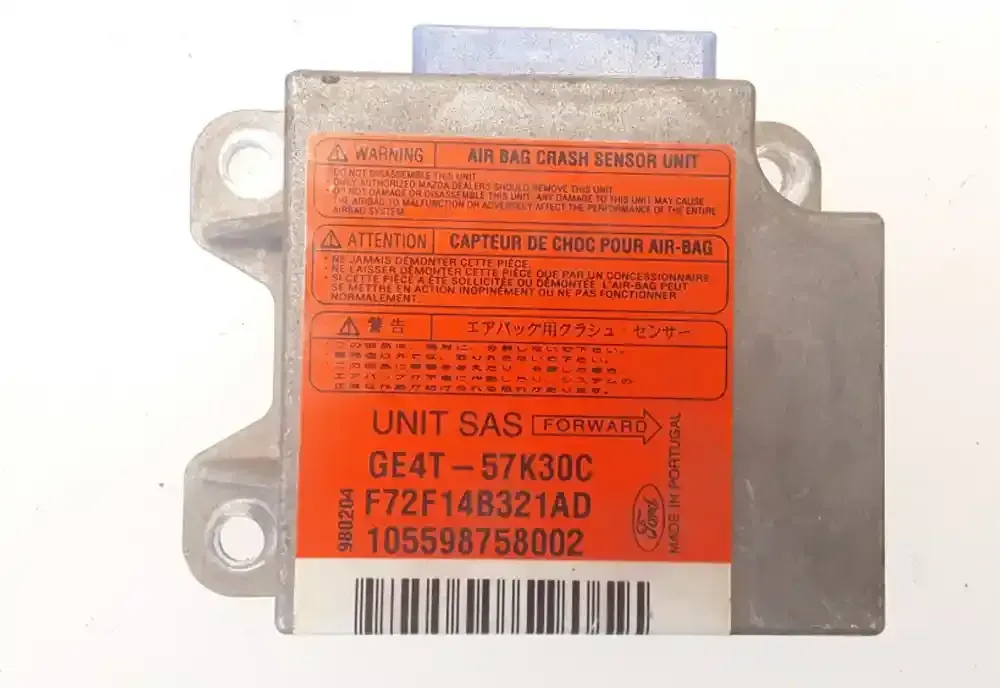 ⚠ WARNING AIR BAG CRASH SENSOR UNIT
・DO NOT DISASSEMBLE THIS UNIT.
・ONLY AUTHORIZED MAZDA DEALERS SHOULD REMOVE THIS UNIT.
・DO NOT DAMAGE OR DISASSEMBLE THIS UNIT. ANY DAMAGE TO THIS UNIT MAY CAUSE
THE AIRBAG TO MALFUNCTION OR ADVERSELY AFFECT THE PERFORMANCE OF THE ENTIRE
AIRBAG SYSTEM.
⚠ ATTENTION CAPTEUR DE CHOC POUR AIR-BAG
・NE JAMAIS DÉMONTER CETTE PIÈCE.
・NE LAISSER DÉMONTER CETTE PIÈCE QUE PAR UN CONCESSIONNAIRE
・SI CETTE PIÈCE A ÉTÉ SOLLICITÉE OU DÉMONTÉE L'AIR-BAG PEUT
SE METTRE EN ACTION INOPINÉMENT OU NE PAS FONCTIONNER
NORMALEMENT.
⚠ 警告 エアバッグ用クラシュ・センサー
UNIT SAS FORWARD
GE4T-57K30C
F72F14B321AD
105598758002
980204
Ford
MADE IN PORTUGAL